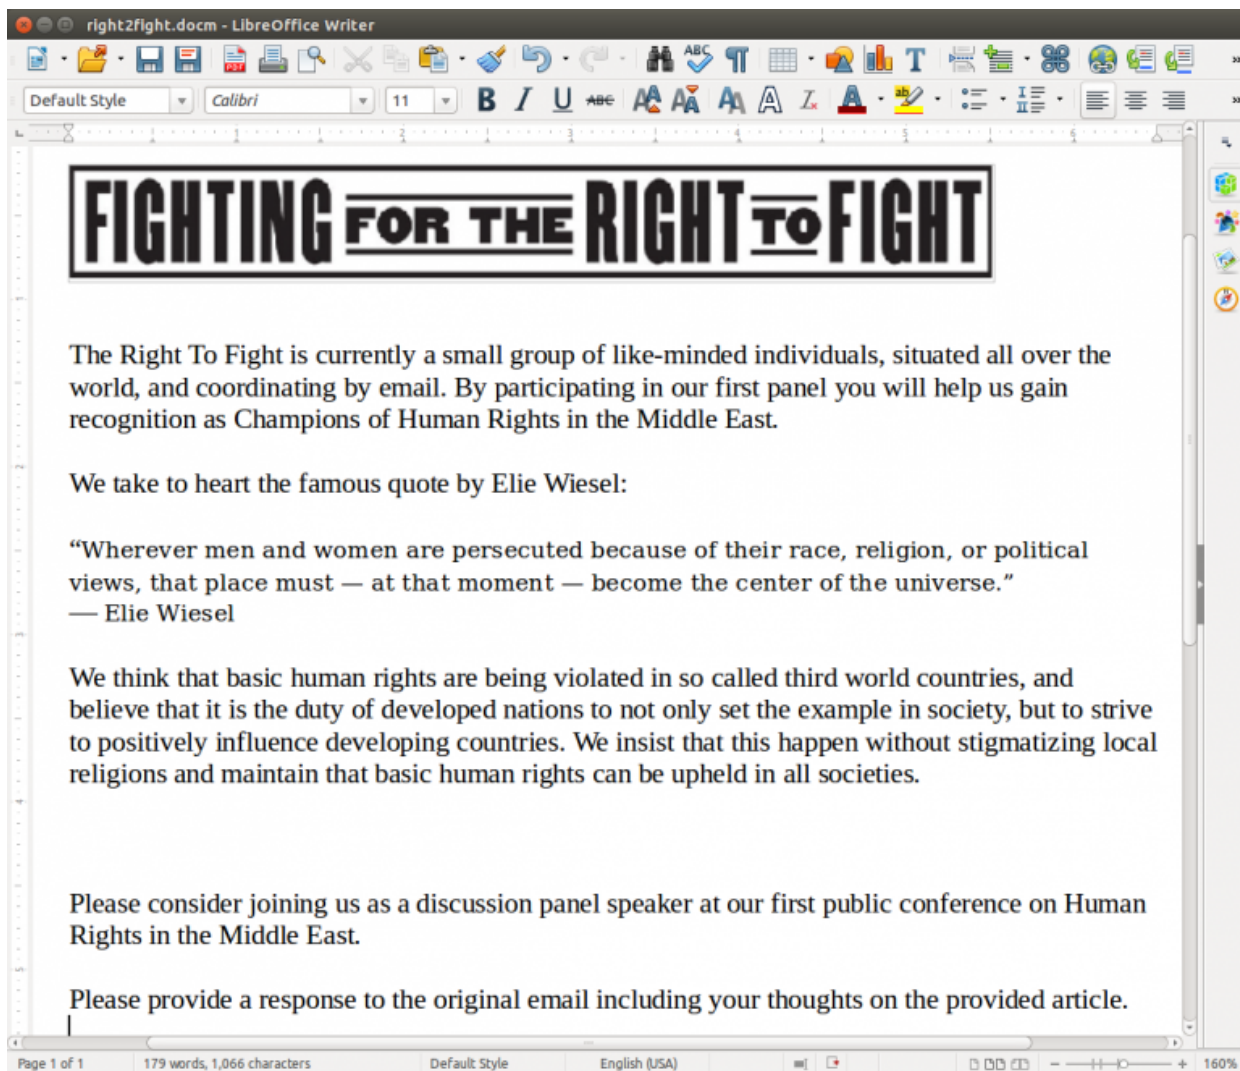 right2fight.docm - LibreOffice Writer
Default Style
Calibri
11
1 2 3 4 5 6
FIGHTING FOR THE RIGHT TO FIGHT
The Right To Fight is currently a small group of like-minded individuals, situated all over the
world, and coordinating by email. By participating in our first panel you will help us gain
recognition as Champions of Human Rights in the Middle East.
We take to heart the famous quote by Elie Wiesel:
“Wherever men and women are persecuted because of their race, religion, or political
views, that place must — at that moment — become the center of the universe.”
― Elie Wiesel
We think that basic human rights are being violated in so called third world countries, and
believe that it is the duty of developed nations to not only set the example in society, but to strive
to positively influence developing countries. We insist that this happen without stigmatizing local
religions and maintain that basic human rights can be upheld in all societies.
Please consider joining us as a discussion panel speaker at our first public conference on Human
Rights in the Middle East.
Please provide a response to the original email including your thoughts on the provided article.
Page 1 of 1 179 words, 1,066 characters Default Style English (USA) 160%